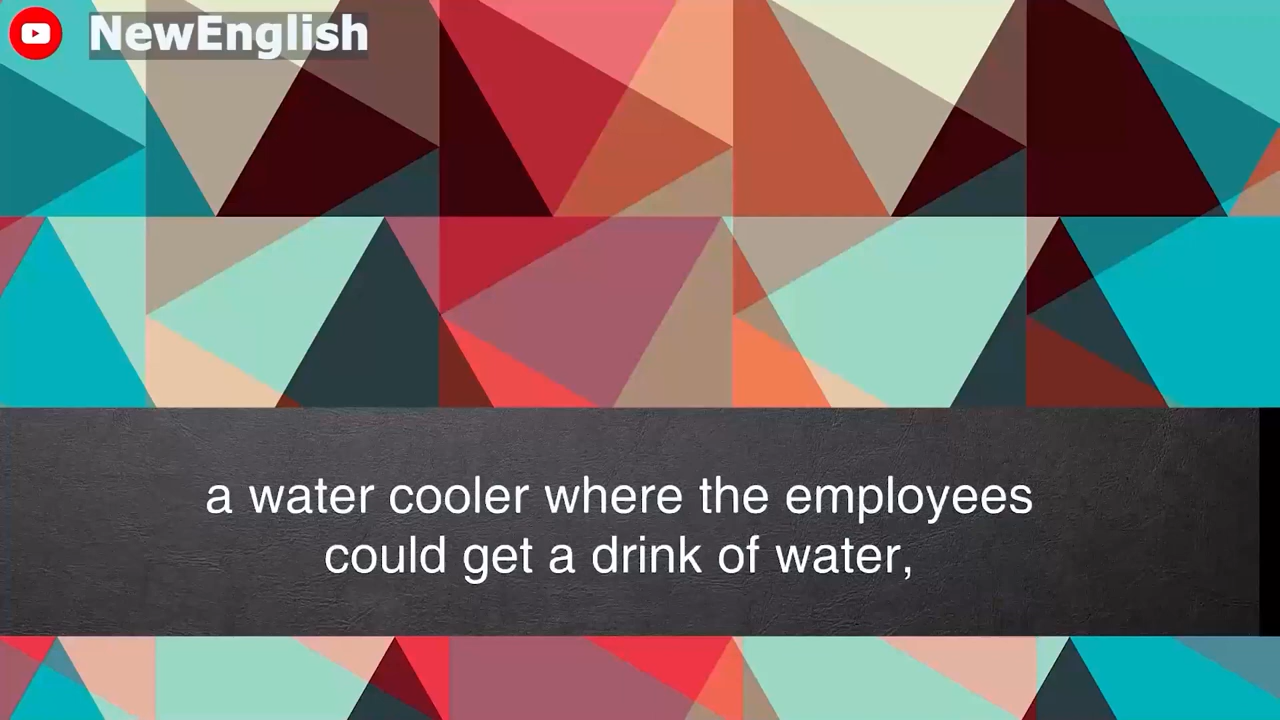 NewEnglish
a water cooler where the employees
could get a drink of water,